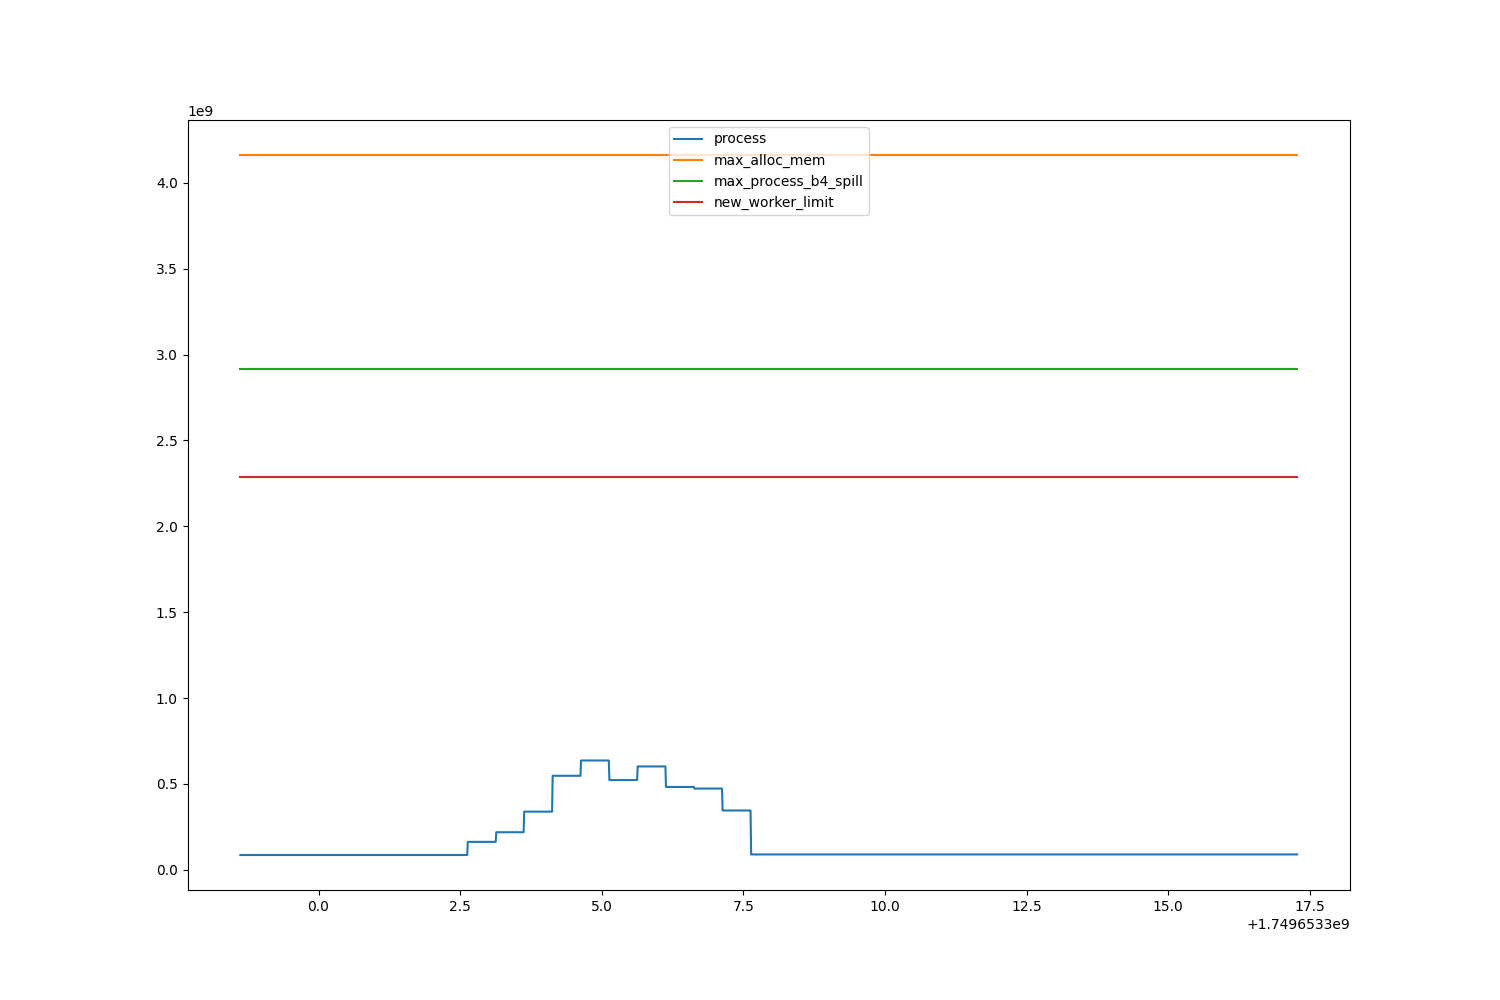 1e9
process
max_alloc_mem
max_process_b4_spill
new_worker_limit
4.0
3.5
3.0
2.5
2.0
1.5
1.0
0.5
0.0
0.0 2.5 5.0 7.5 10.0 12.5 15.0 17.5
+1.7496533e9